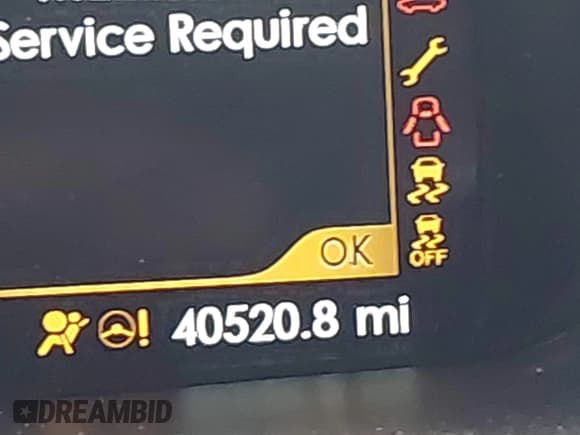 Service Required
OK
OFF
40520.8 mi
DREAMBID